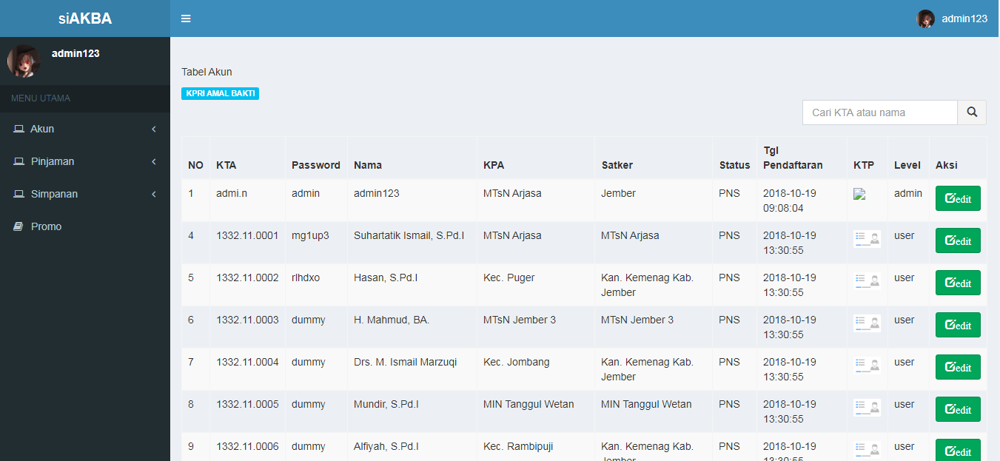 siAKBA
admin123
admin123
MENU UTAMA
Akun
Pinjaman
Simpanan
Promo
Tabel Akun
KPRI AMAL BAKTI
Cari KTA atau nama
NO KTA Password Nama KPA Satker Status Tgl Pendaftaran KTP Level Aksi
1 admi.n admin admin123 MTsN Arjasa Jember PNS 2018-10-19 09:08:04 admin edit
4 1332.11.0001 mg1up3 Suhartatik Ismail, S.Pd.I MTsN Arjasa MTsN Arjasa PNS 2018-10-19 13:30:55 user edit
5 1332.11.0002 rlhdxo Hasan, S.Pd.I Kec. Puger Kan. Kemenag Kab. Jember PNS 2018-10-19 13:30:55 user edit
6 1332.11.0003 dummy H. Mahmud, BA. MTsN Jember 3 MTsN Jember 3 PNS 2018-10-19 13:30:55 user edit
7 1332.11.0004 dummy Drs. M. Ismail Marzuqi Kec. Jombang Kan. Kemenag Kab. Jember PNS 2018-10-19 13:30:55 user edit
8 1332.11.0005 dummy Mundir, S.Pd.I MIN Tanggul Wetan MIN Tanggul Wetan PNS 2018-10-19 13:30:55 user edit
9 1332.11.0006 dummy Alfiyah, S.Pd.I Kec. Rambipuji Kan. Kemenag Kab. Jember PNS 2018-10-19 13:30:55 user edit